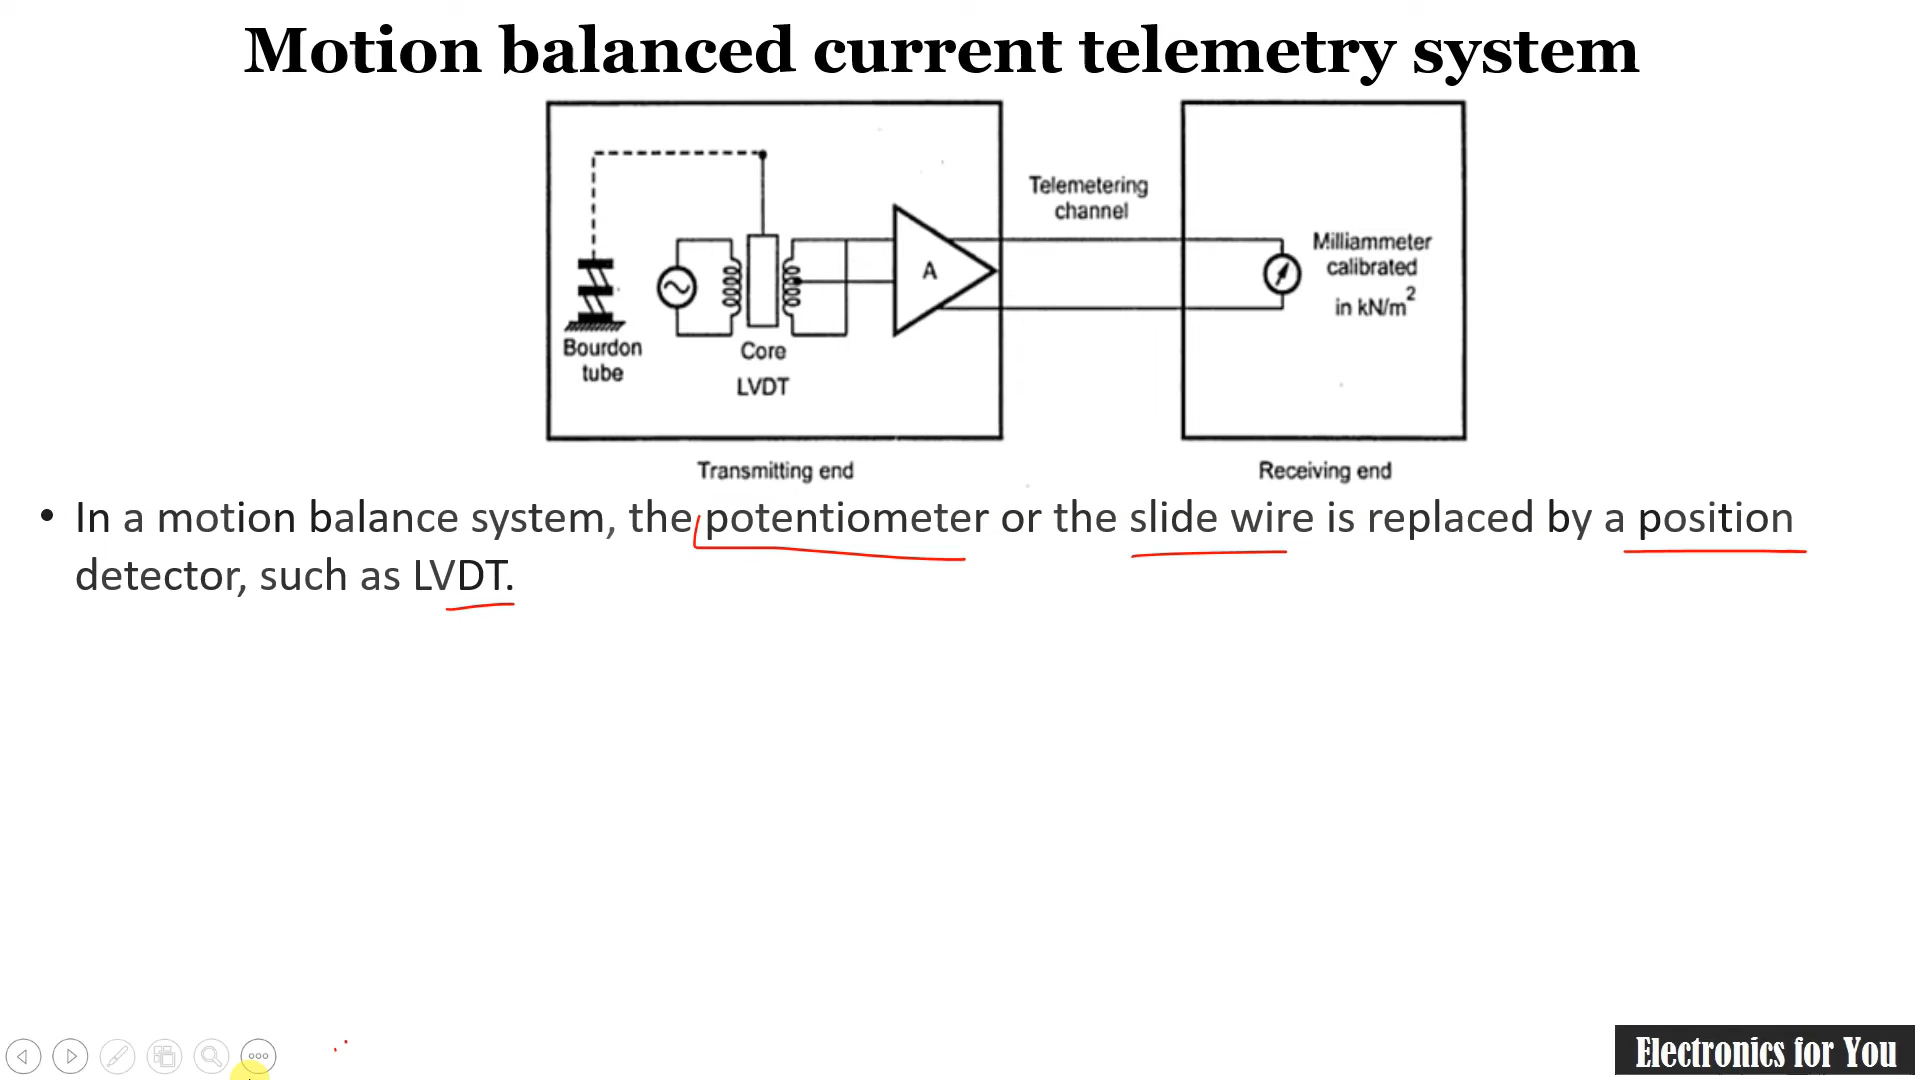 Motion balanced current telemetry system
Telemetering
channel
A
Milliammeter
calibrated
in kN/m²
Bourdon
tube
Core
LVDT
Transmitting end
Receiving end
• In a motion balance system, the potentiometer or the slide wire is replaced by a position
detector, such as LVDT.
Electronics for You